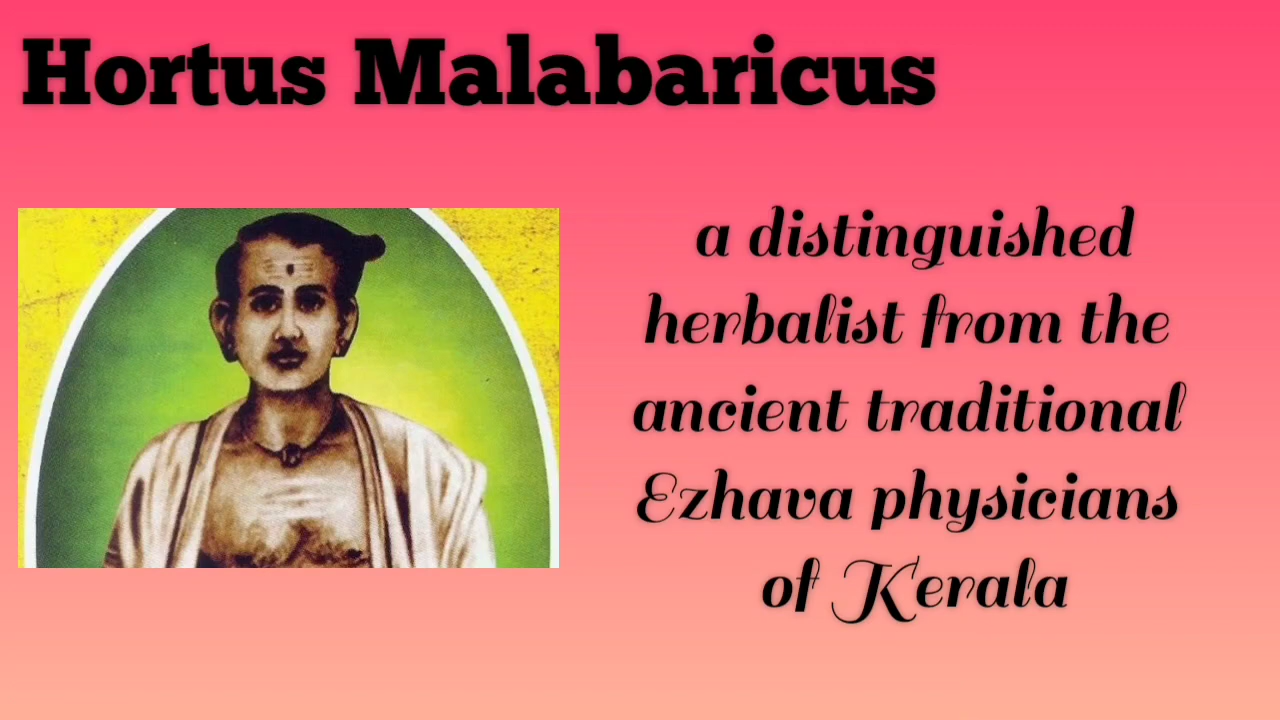 Hortus Malabaricus
a distinguished
herbalist from the
ancient traditional
Ezhava physicians
of Kerala